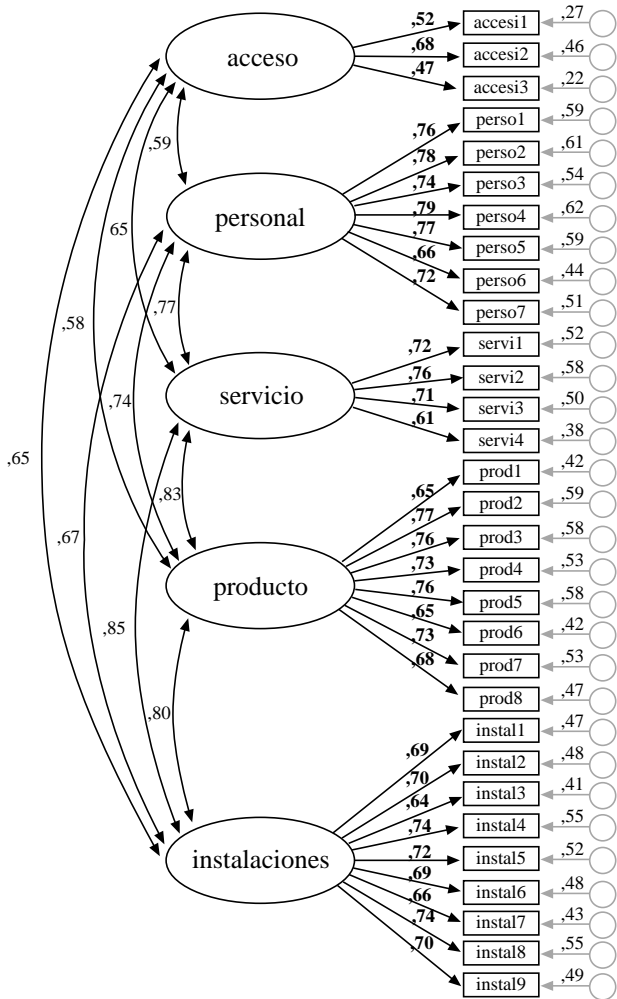 acceso
,52 accesi1 ,27
,68 accesi2 ,46
,47 accesi3 ,22
,59
personal
,76 perso1 ,59
,78 perso2 ,61
,74 perso3 ,54
,79 perso4 ,62
,77 perso5 ,59
,66 perso6 ,44
,72 perso7 ,51
65
,77
,58
servicio
,72 servi1 ,52
,76 servi2 ,58
,71 servi3 ,50
,61 servi4 ,38
,74
,65
,83
,67
producto
,65 prod1 ,42
,77 prod2 ,59
,76 prod3 ,58
,73 prod4 ,53
,76 prod5 ,58
,65 prod6 ,42
,73 prod7 ,53
,68 prod8 ,47
,85
,80
instalaciones
,69 instal1 ,47
,70 instal2 ,48
,64 instal3 ,41
,74 instal4 ,55
,72 instal5 ,52
,69 instal6 ,48
,66 instal7 ,43
,74 instal8 ,55
,70 instal9 ,49